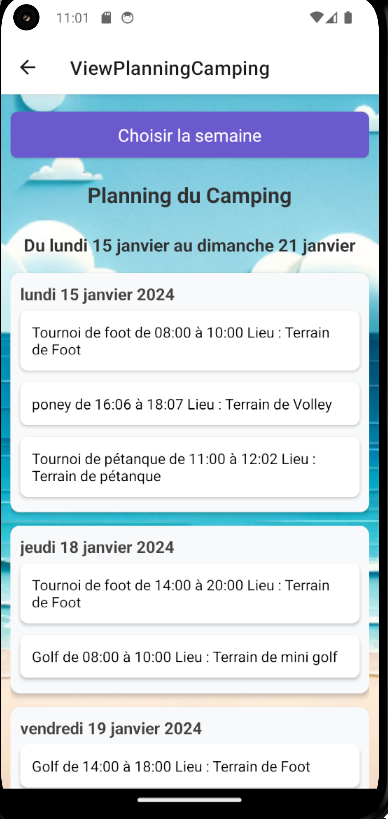 11:01
ViewPlanningCamping
Choisir la semaine
Planning du Camping
Du lundi 15 janvier au dimanche 21 janvier
lundi 15 janvier 2024
Tournoi de foot de 08:00 à 10:00 Lieu : Terrain
de Foot
poney de 16:06 à 18:07 Lieu : Terrain de Volley
Tournoi de pétanque de 11:00 à 12:02 Lieu :
Terrain de pétanque
jeudi 18 janvier 2024
Tournoi de foot de 14:00 à 20:00 Lieu : Terrain
de Foot
Golf de 08:00 à 10:00 Lieu : Terrain de mini golf
vendredi 19 janvier 2024
Golf de 14:00 à 18:00 Lieu : Terrain de Foot